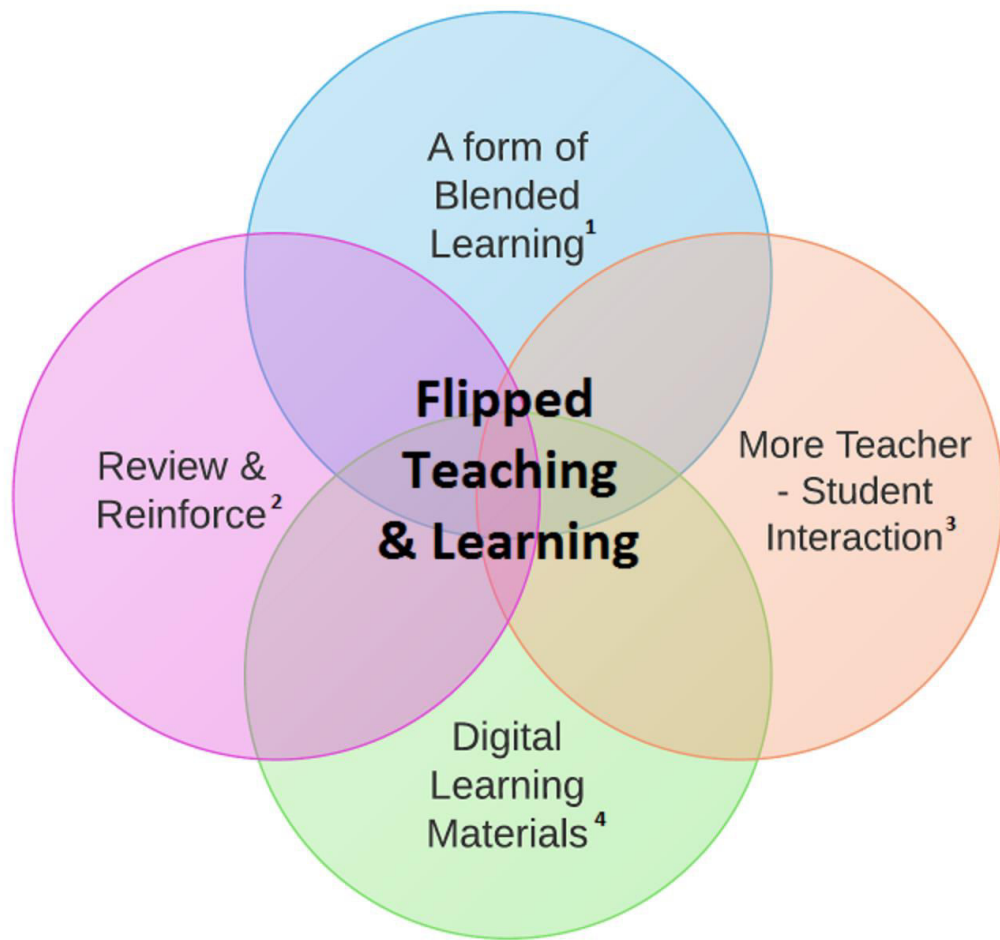 A form of
Blended
Learning¹
Flipped
Teaching
& Learning
Review &
Reinforce²
More Teacher
- Student
Interaction³
Digital
Learning
Materials⁴